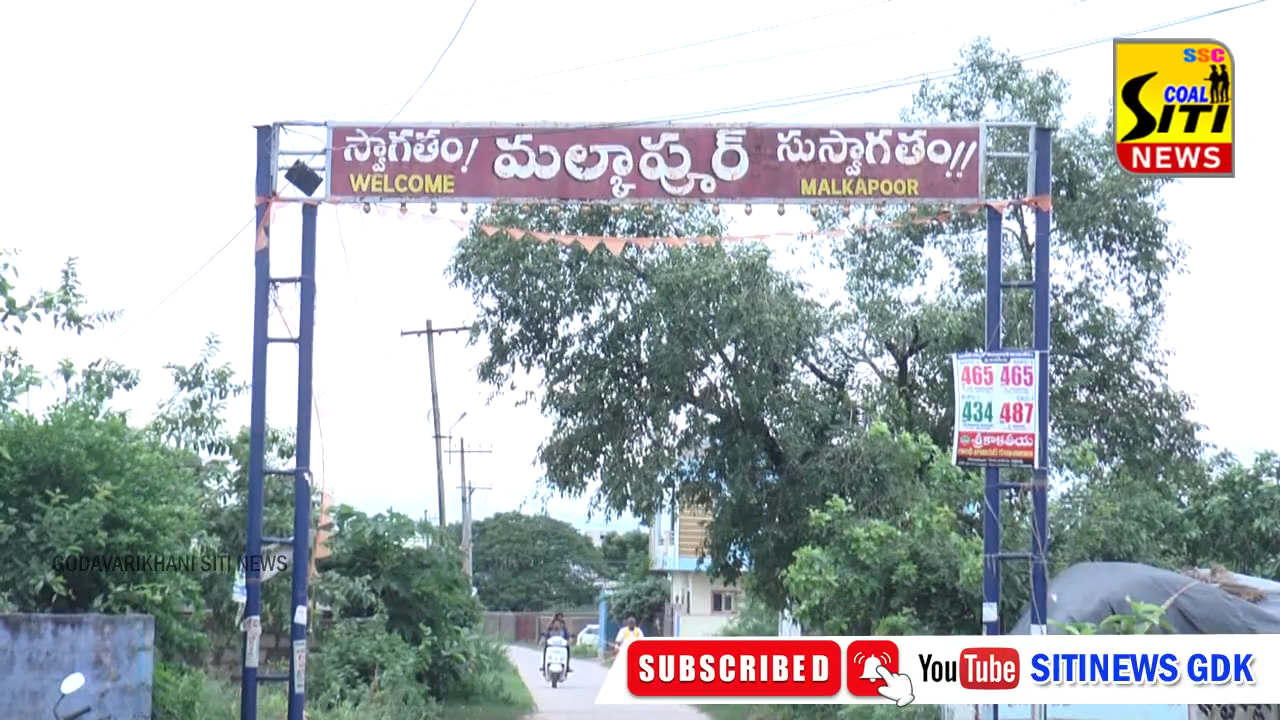 SSC
COAL
SITI
NEWS
స్వాగతం! మల్కాపూర్ సుస్వాగతం!!
WELCOME MALKAPOOR
465 465
434 487
శ్రీకాకతీయ
GODAVARIKHANI SITI NEWS
SUBSCRIBED YouTube SITINEWS GDK